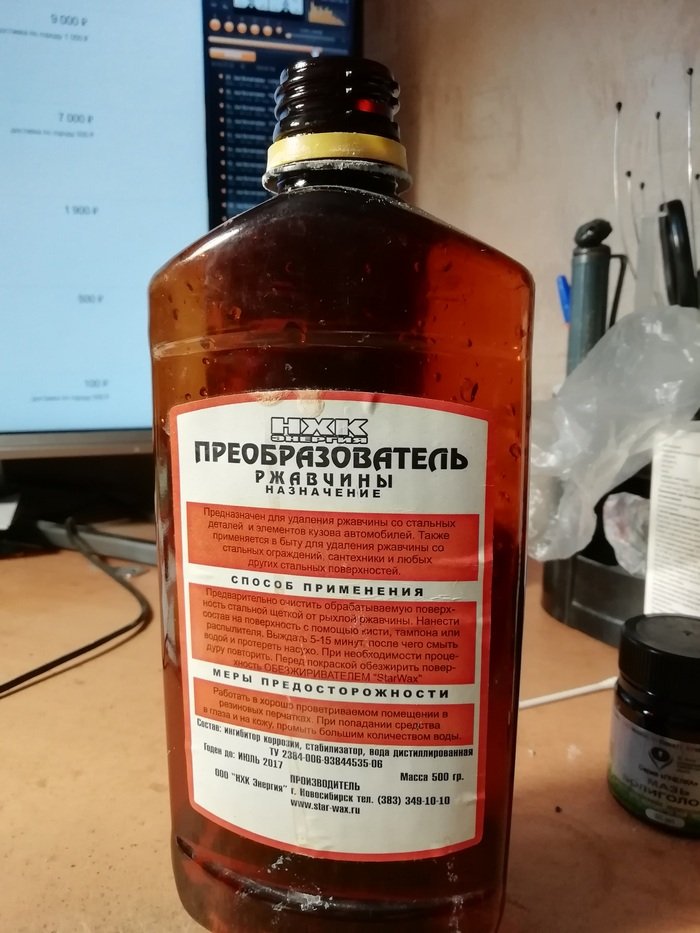 9 000 ₽
7 000 ₽
1 900 ₽
500 ₽
100 ₽
НХК
ЭНЕРГИЯ
ПРЕОБРАЗОВАТЕЛЬ
РЖАВЧИНЫ
НАЗНАЧЕНИЕ
Предназначен для удаления ржавчины со стальных
деталей и элементов кузова автомобилей. Также
применяется в быту для удаления ржавчины со
стальных ограждений, сантехники и любых
других стальных поверхностей.
СПОСОБ ПРИМЕНЕНИЯ
Предварительно очистить обрабатываемую поверх-
ность стальной щёткой от рыхлой ржавчины. Нанести
состав на поверхность с помощью кисти, тампона или
распылителя. Выждать 5-15 минут, после чего смыть
водой и протереть насухо. При необходимости проце-
дуру повторить. Перед покраской обезжирить повер-
хность ОБЕЗЖИРИВАТЕЛЕМ "StarWax"
МЕРЫ ПРЕДОСТОРОЖНОСТИ
Работать в хорошо проветриваемом помещении в
резиновых перчатках. При попадании средства
в глаза и на кожу, промыть большим количеством воды.
Состав: ингибитор коррозии, стабилизатор, вода дистиллированная
ТУ 2384-006-93844535-06
Годен до: ИЮЛЬ 2017
Масса 500 гр.
ПРОИЗВОДИТЕЛЬ
ООО "НХК Энергия" г. Новосибирск тел. (383) 349-10-10
www.star-wax.ru
МАЗЬ